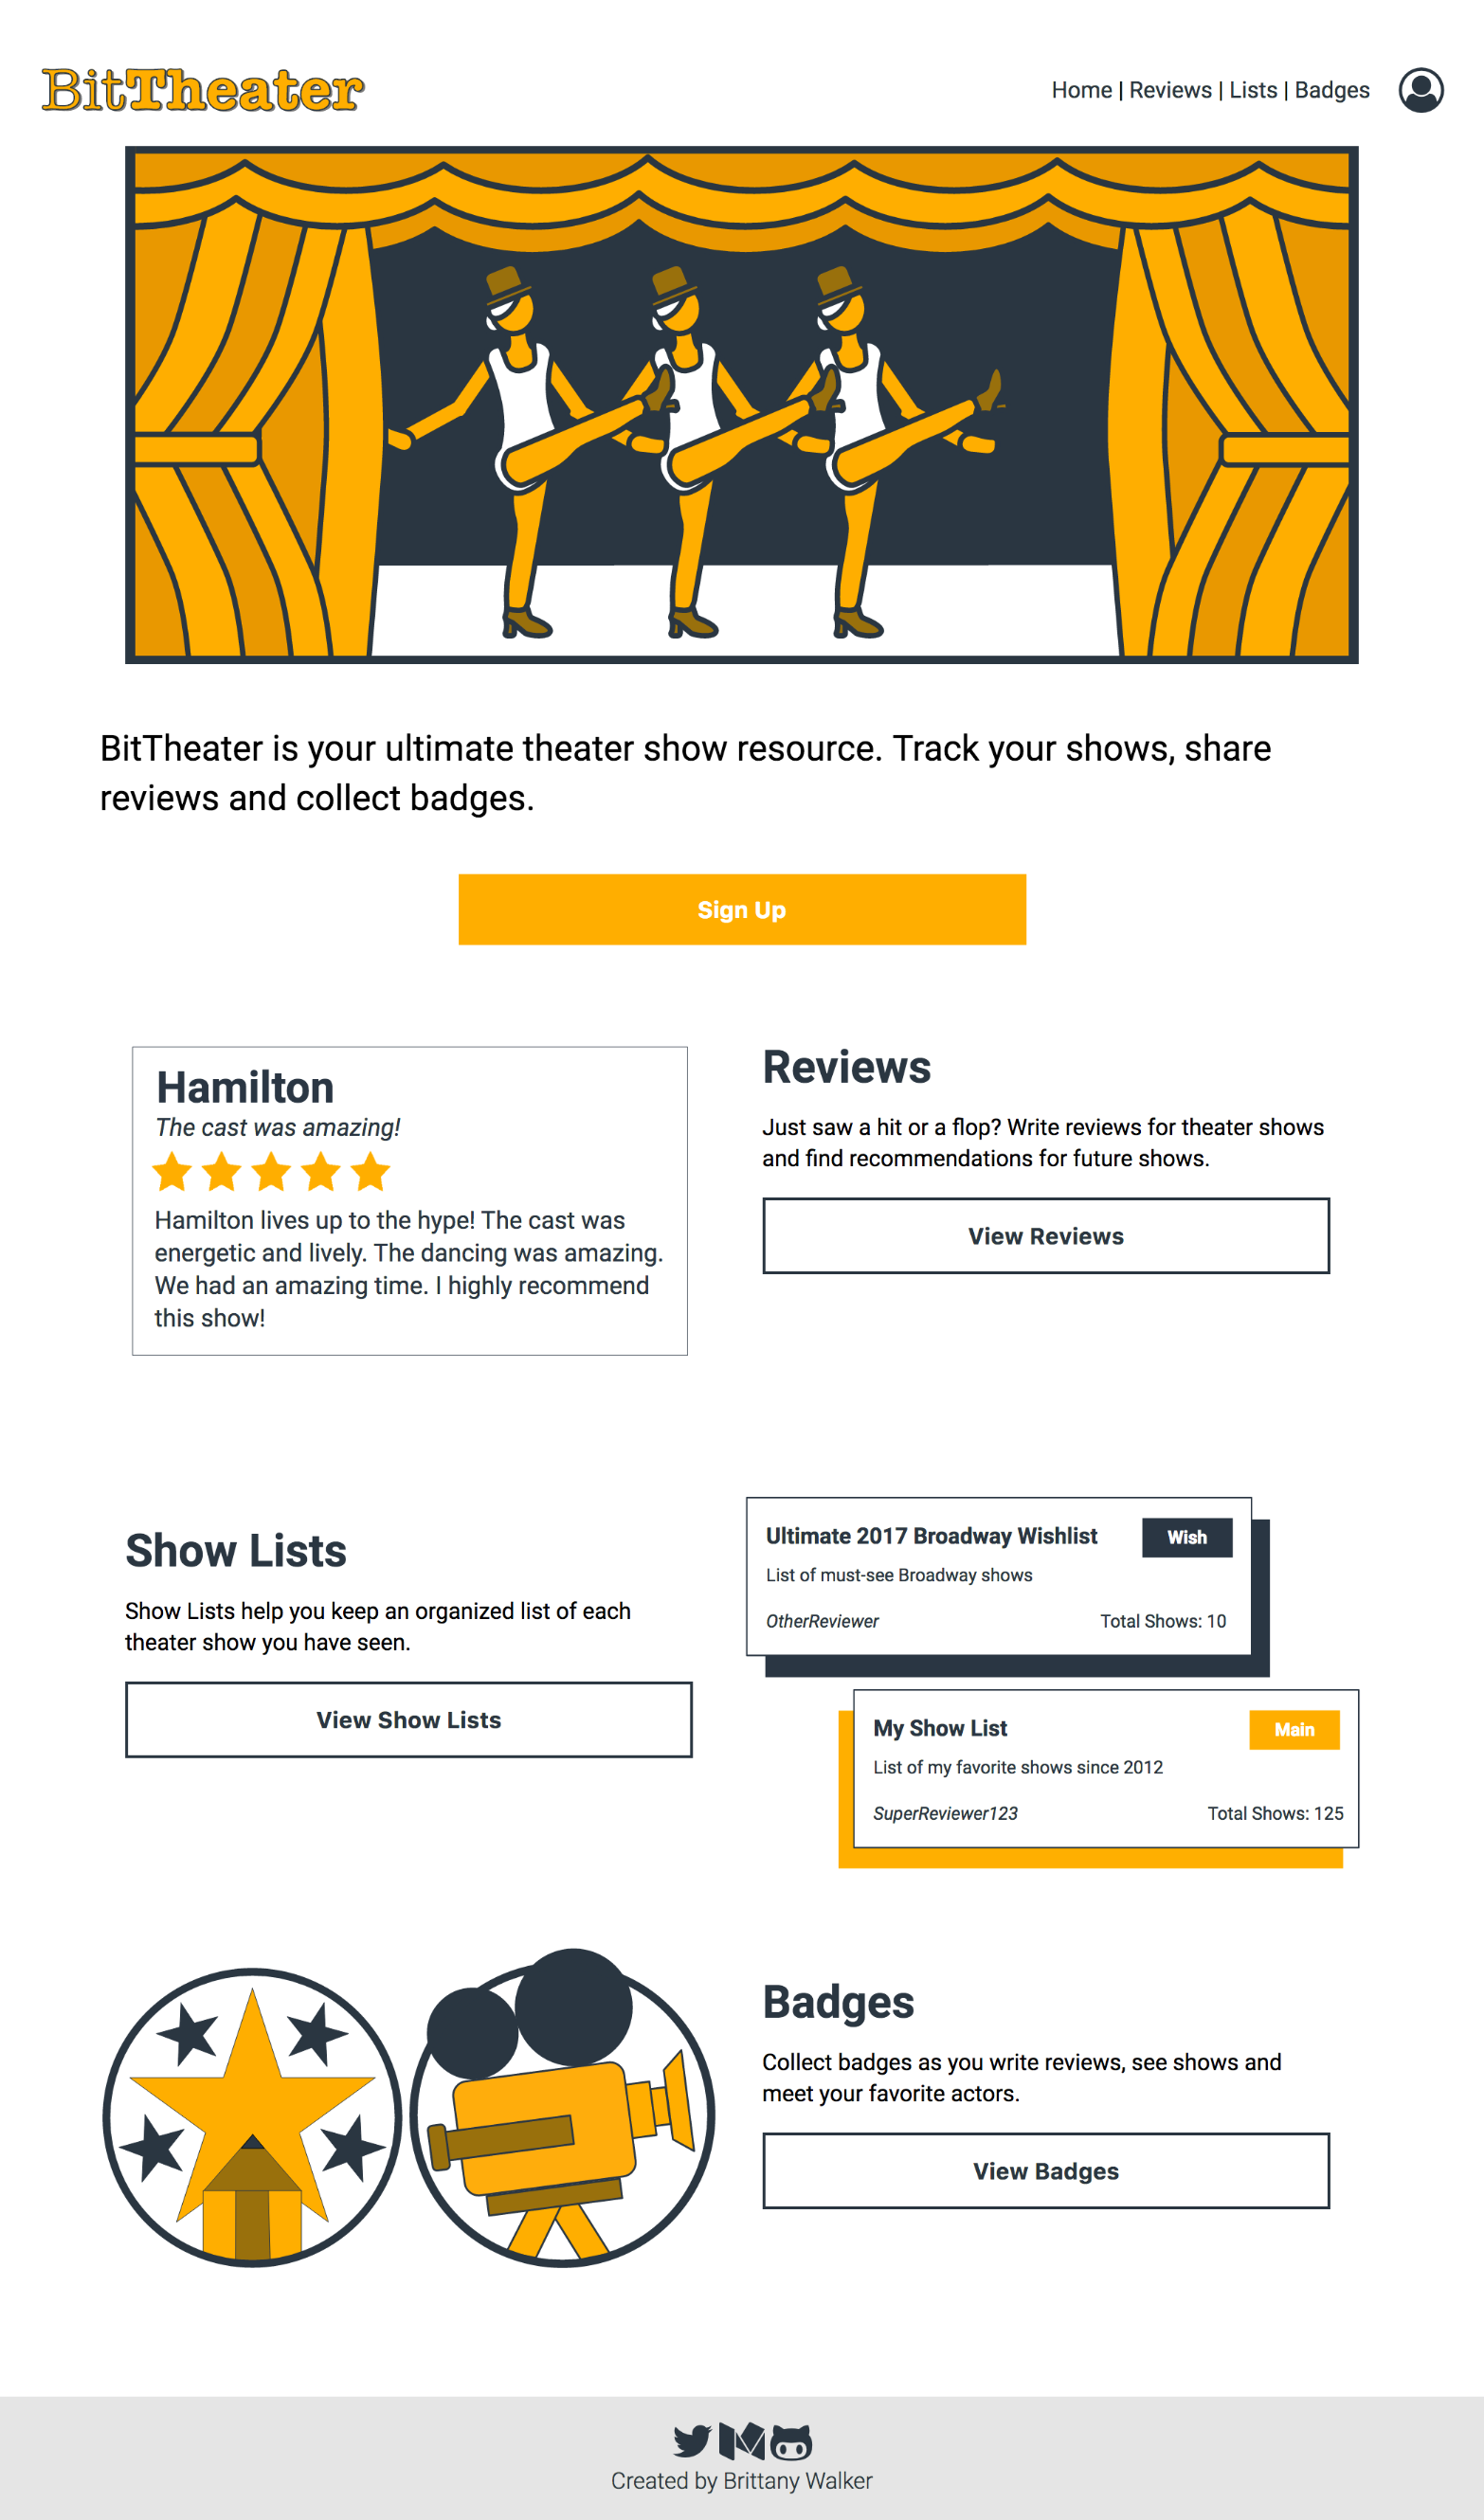 BitTheater
Home | Reviews | Lists | Badges
BitTheater is your ultimate theater show resource. Track your shows, share
reviews and collect badges.
Sign Up
Hamilton
The cast was amazing!
Hamilton lives up to the hype! The cast was
energetic and lively. The dancing was amazing.
We had an amazing time. I highly recommend
this show!
Reviews
Just saw a hit or a flop? Write reviews for theater shows
and find recommendations for future shows.
View Reviews
Show Lists
Show Lists help you keep an organized list of each
theater show you have seen.
View Show Lists
Ultimate 2017 Broadway Wishlist
Wish
List of must-see Broadway shows
OtherReviewer
Total Shows: 10
My Show List
Main
List of my favorite shows since 2012
SuperReviewer123
Total Shows: 125
Badges
Collect badges as you write reviews, see shows and
meet your favorite actors.
View Badges
Created by Brittany Walker